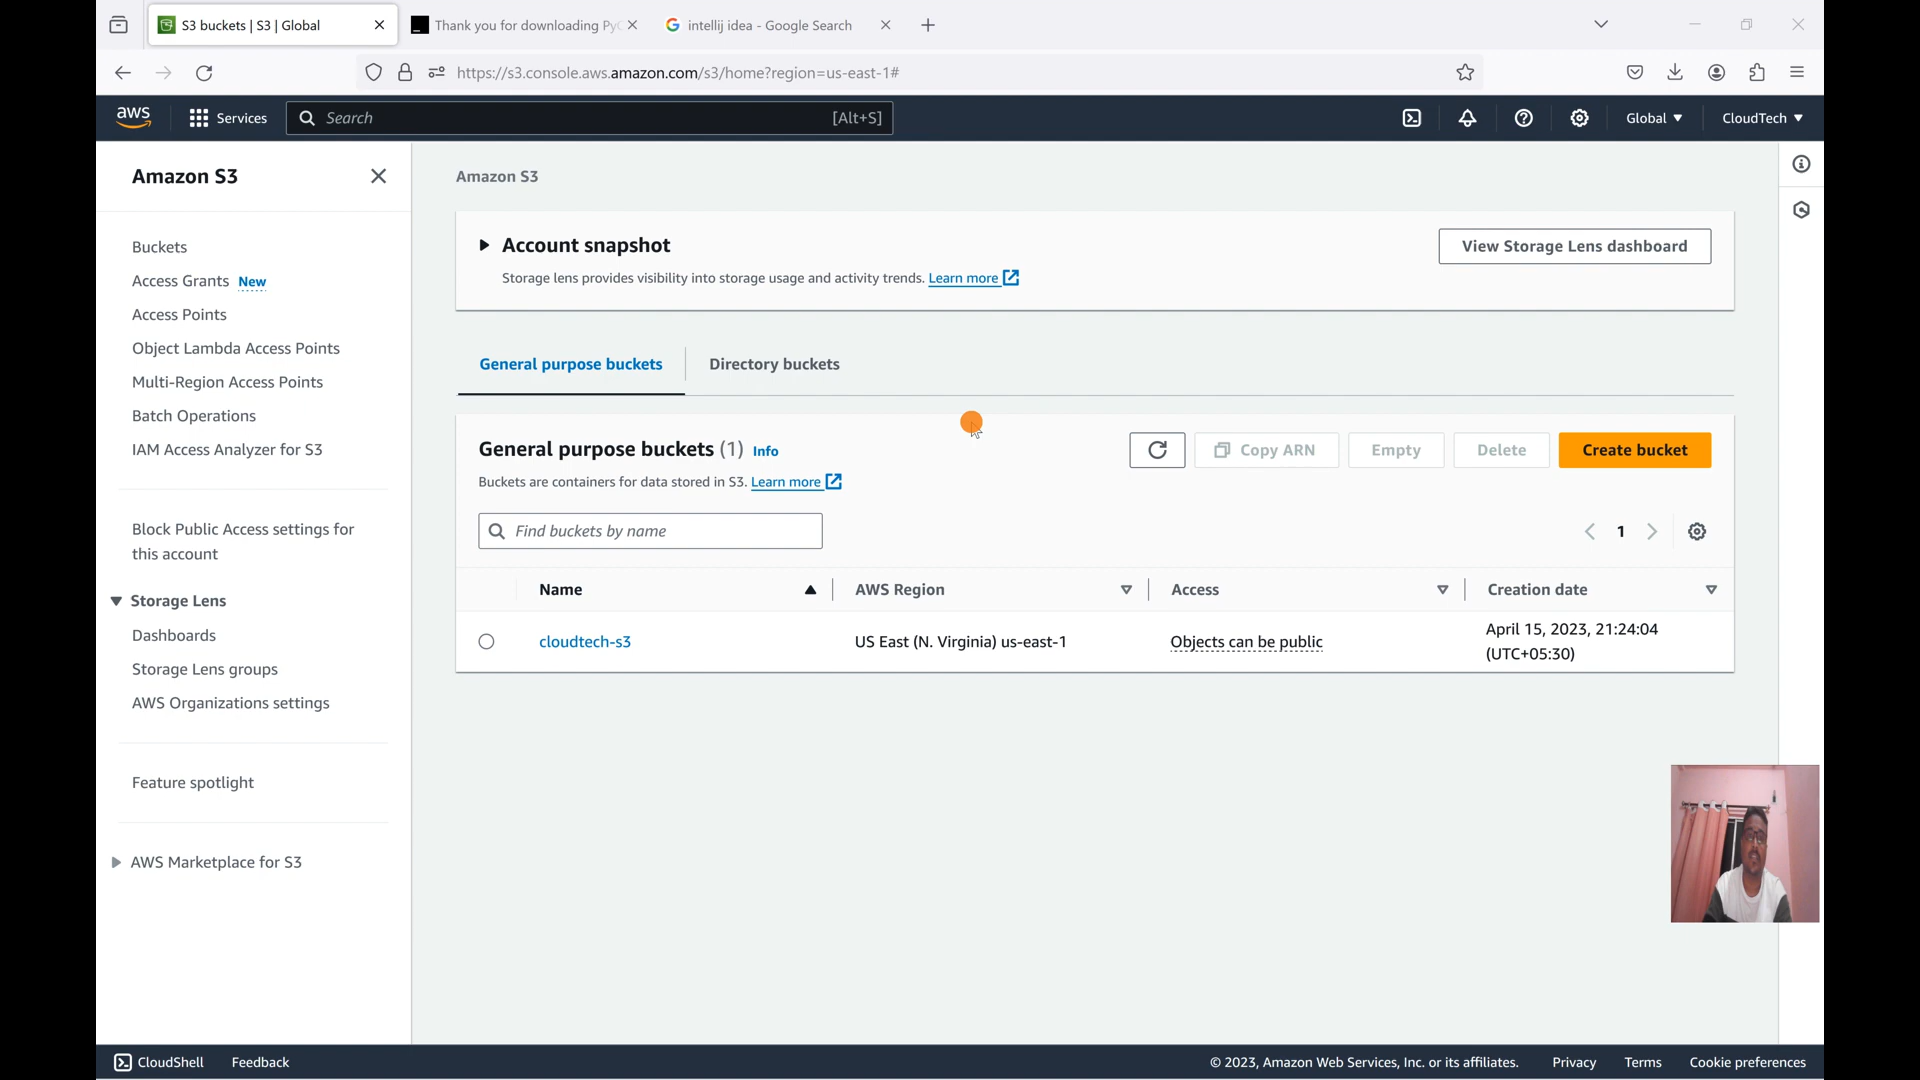 S3 buckets | S3 | Global
Thank you for downloading Py
intellij idea - Google Search
https://s3.console.aws.amazon.com/s3/home?region=us-east-1#
aws
Services
Search
[Alt+S]
Global
CloudTech
Amazon S3
Buckets
Access Grants New
Access Points
Object Lambda Access Points
Multi-Region Access Points
Batch Operations
IAM Access Analyzer for S3
Block Public Access settings for
this account
Storage Lens
Dashboards
Storage Lens groups
AWS Organizations settings
Feature spotlight
AWS Marketplace for S3
Amazon S3
Account snapshot
Storage lens provides visibility into storage usage and activity trends. Learn more
View Storage Lens dashboard
General purpose buckets
Directory buckets
General purpose buckets (1) Info
Buckets are containers for data stored in S3. Learn more
Copy ARN
Empty
Delete
Create bucket
Find buckets by name
1
Name
AWS Region
Access
Creation date
cloudtech-s3
US East (N. Virginia) us-east-1
Objects can be public
April 15, 2023, 21:24:04
(UTC+05:30)
CloudShell
Feedback
© 2023, Amazon Web Services, Inc. or its affiliates.
Privacy
Terms
Cookie preferences